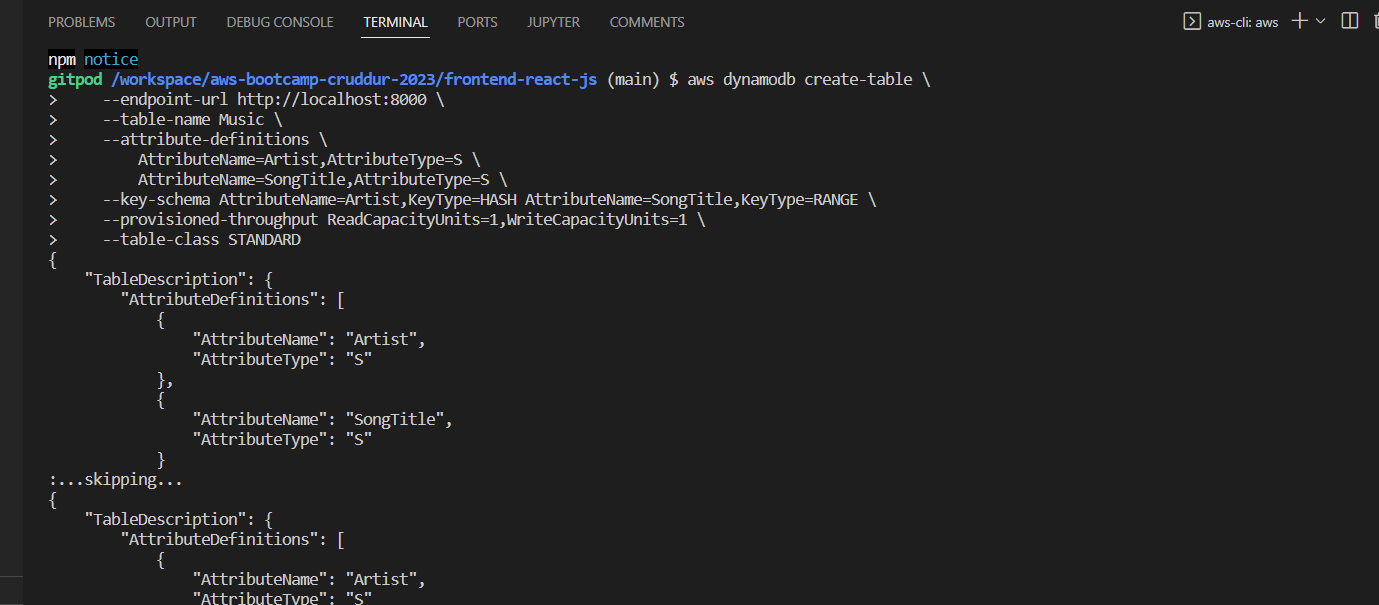 PROBLEMS OUTPUT DEBUG CONSOLE TERMINAL PORTS JUPYTER COMMENTS aws-cli: aws
npm notice
gitpod /workspace/aws-bootcamp-cruddur-2023/frontend-react-js (main) $ aws dynamodb create-table \
>     --endpoint-url http://localhost:8000 \
>     --table-name Music \
>     --attribute-definitions \
>         AttributeName=Artist,AttributeType=S \
>         AttributeName=SongTitle,AttributeType=S \
>     --key-schema AttributeName=Artist,KeyType=HASH AttributeName=SongTitle,KeyType=RANGE \
>     --provisioned-throughput ReadCapacityUnits=1,WriteCapacityUnits=1 \
>     --table-class STANDARD
{
    "TableDescription": {
        "AttributeDefinitions": [
            {
                "AttributeName": "Artist",
                "AttributeType": "S"
            },
            {
                "AttributeName": "SongTitle",
                "AttributeType": "S"
            }
:...skipping...
{
    "TableDescription": {
        "AttributeDefinitions": [
            {
                "AttributeName": "Artist",
                "AttributeType": "S"